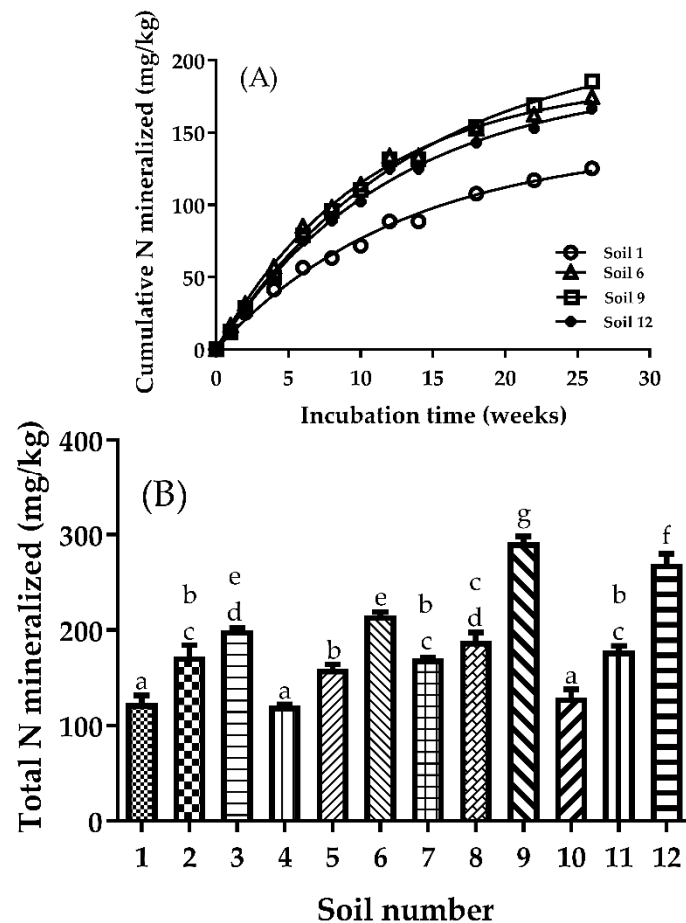 (A)
Cumulative N mineralized (mg/kg)
200
150
100
50
0
0 5 10 15 20 25 30
Incubation time (weeks)
Soil 1
Soil 6
Soil 9
Soil 12
(B)
Total N mineralized (mg/kg)
400
300
200
100
0
a
b
c
e
d
a
b
e
b
c
c
d
g
a
b
c
f
1 2 3 4 5 6 7 8 9 10 11 12
Soil number